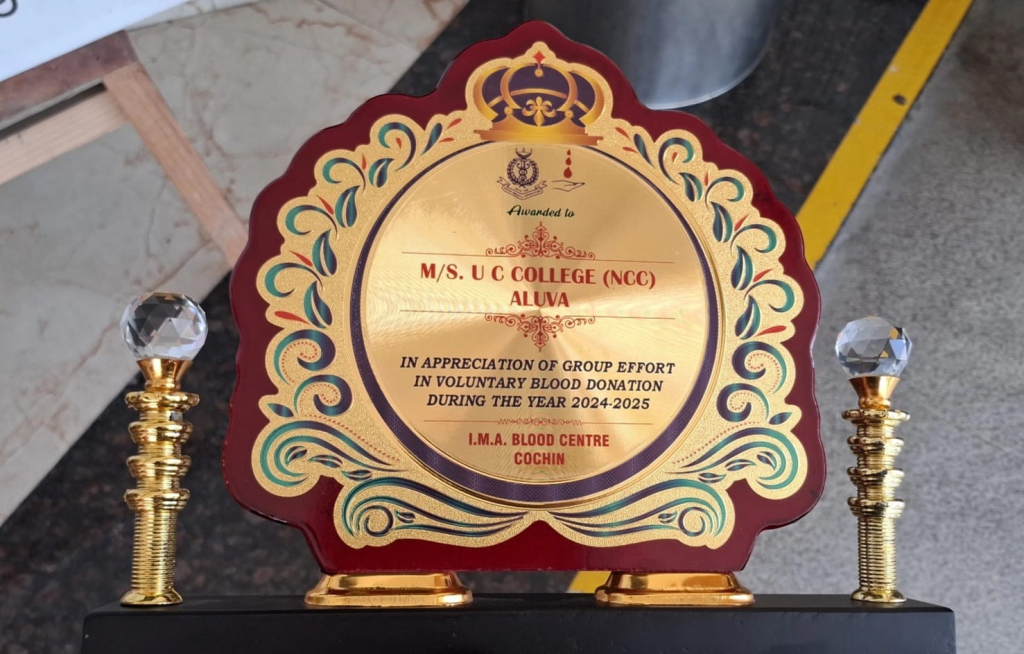 Awarded to
M/S. U C COLLEGE (NCC)
ALUVA
IN APPRECIATION OF GROUP EFFORT
IN VOLUNTARY BLOOD DONATION
DURING THE YEAR 2024-2025
I.M.A. BLOOD CENTRE
COCHIN